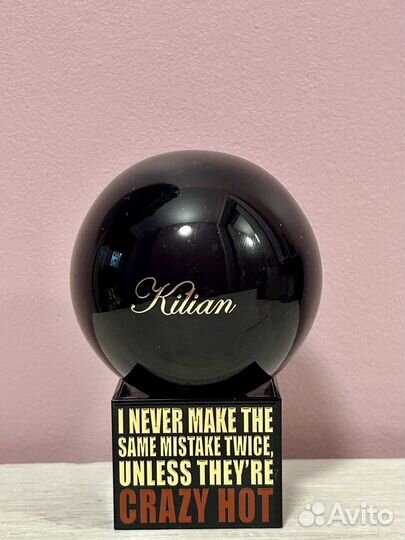 Kilian
I NEVER MAKE THE
SAME MISTAKE TWICE,
UNLESS THEY'RE
CRAZY HOT
Avito